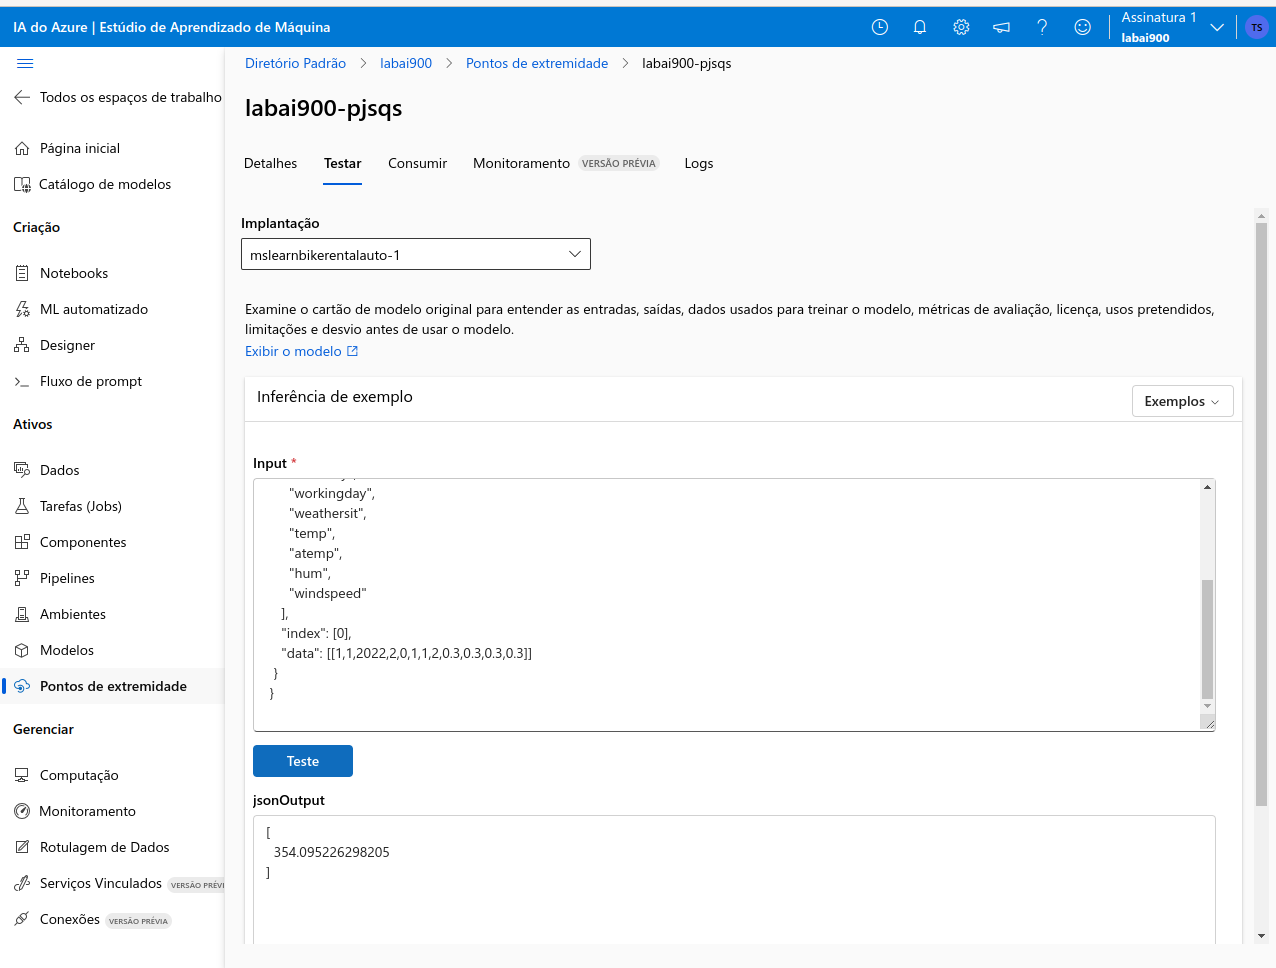 IA do Azure | Estúdio de Aprendizado de Máquina
Assinatura 1
labai900
TS
Todos os espaços de trabalho
Página inicial
Catálogo de modelos
Criação
Notebooks
ML automatizado
Designer
Fluxo de prompt
Ativos
Dados
Tarefas (Jobs)
Componentes
Pipelines
Ambientes
Modelos
Pontos de extremidade
Gerenciar
Computação
Monitoramento
Rotulagem de Dados
Serviços Vinculados VERSÃO PRÉVI
Conexões VERSÃO PRÉVIA
Diretório Padrão > labai900 > Pontos de extremidade > labai900-pjsqs
labai900-pjsqs
Detalhes Testar Consumir Monitoramento VERSÃO PRÉVIA Logs
Implantação
mslearnbikerentalauto-1
Examine o cartão de modelo original para entender as entradas, saídas, dados usados para treinar o modelo, métricas de avaliação, licença, usos pretendidos,
limitações e desvio antes de usar o modelo.
Exibir o modelo
Inferência de exemplo
Exemplos
Input *
"workingday",
"weathersit",
"temp",
"atemp",
"hum",
"windspeed"
],
"index": [0],
"data": [[1,1,2022,2,0,1,1,2,0.3,0.3,0.3,0.3]]
}
}
Teste
jsonOutput
[
354.095226298205
]